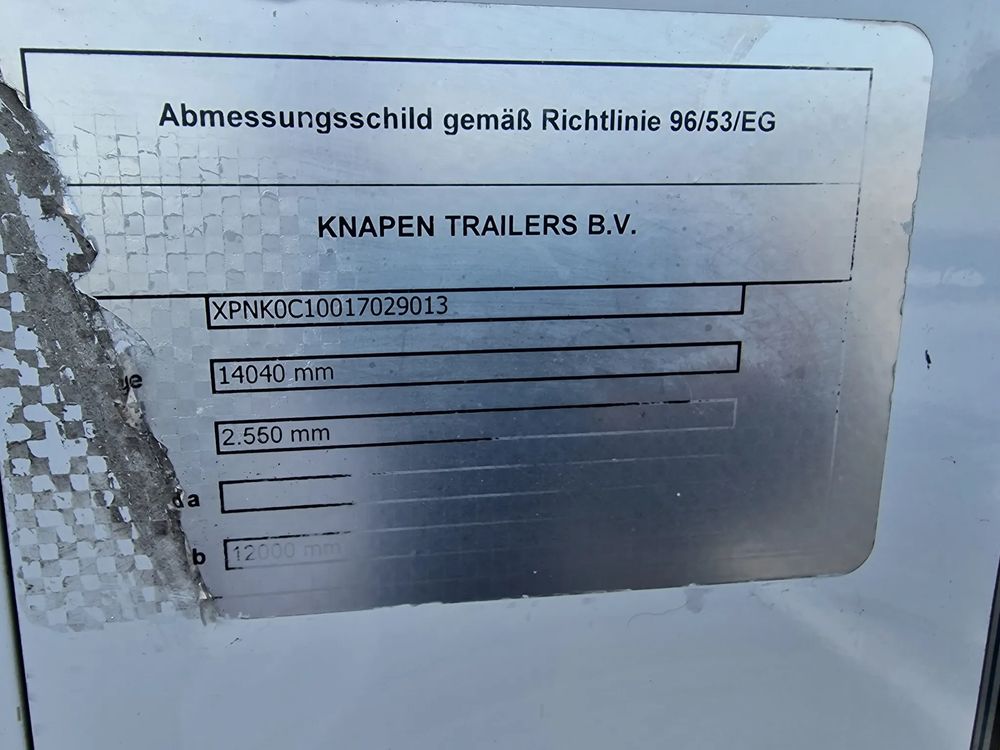 Abmessungsschild gemäß Richtlinie 96/53/EG
KNAPEN TRAILERS B.V.
XPNK0C10017029013
14040 mm
2.550 mm
a
b 12000 mm